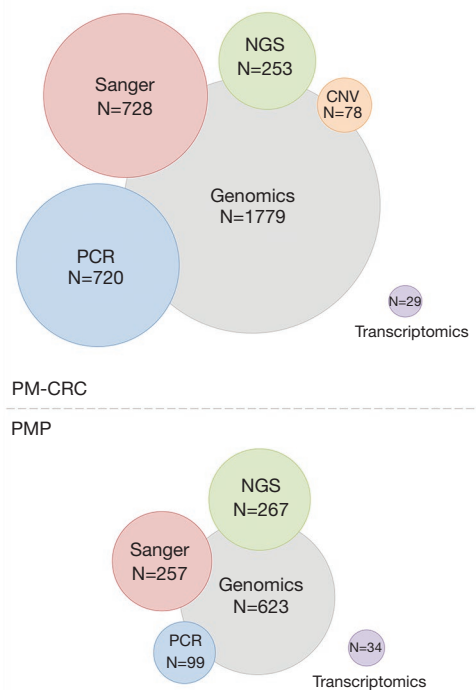 NGS
N=253
Sanger
N=728
CNV
N=78
Genomics
N=1779
PCR
N=720
N=29
Transcriptomics
PM-CRC
PMP
NGS
N=267
Sanger
N=257
Genomics
N=623
PCR
N=99
N=34
Transcriptomics